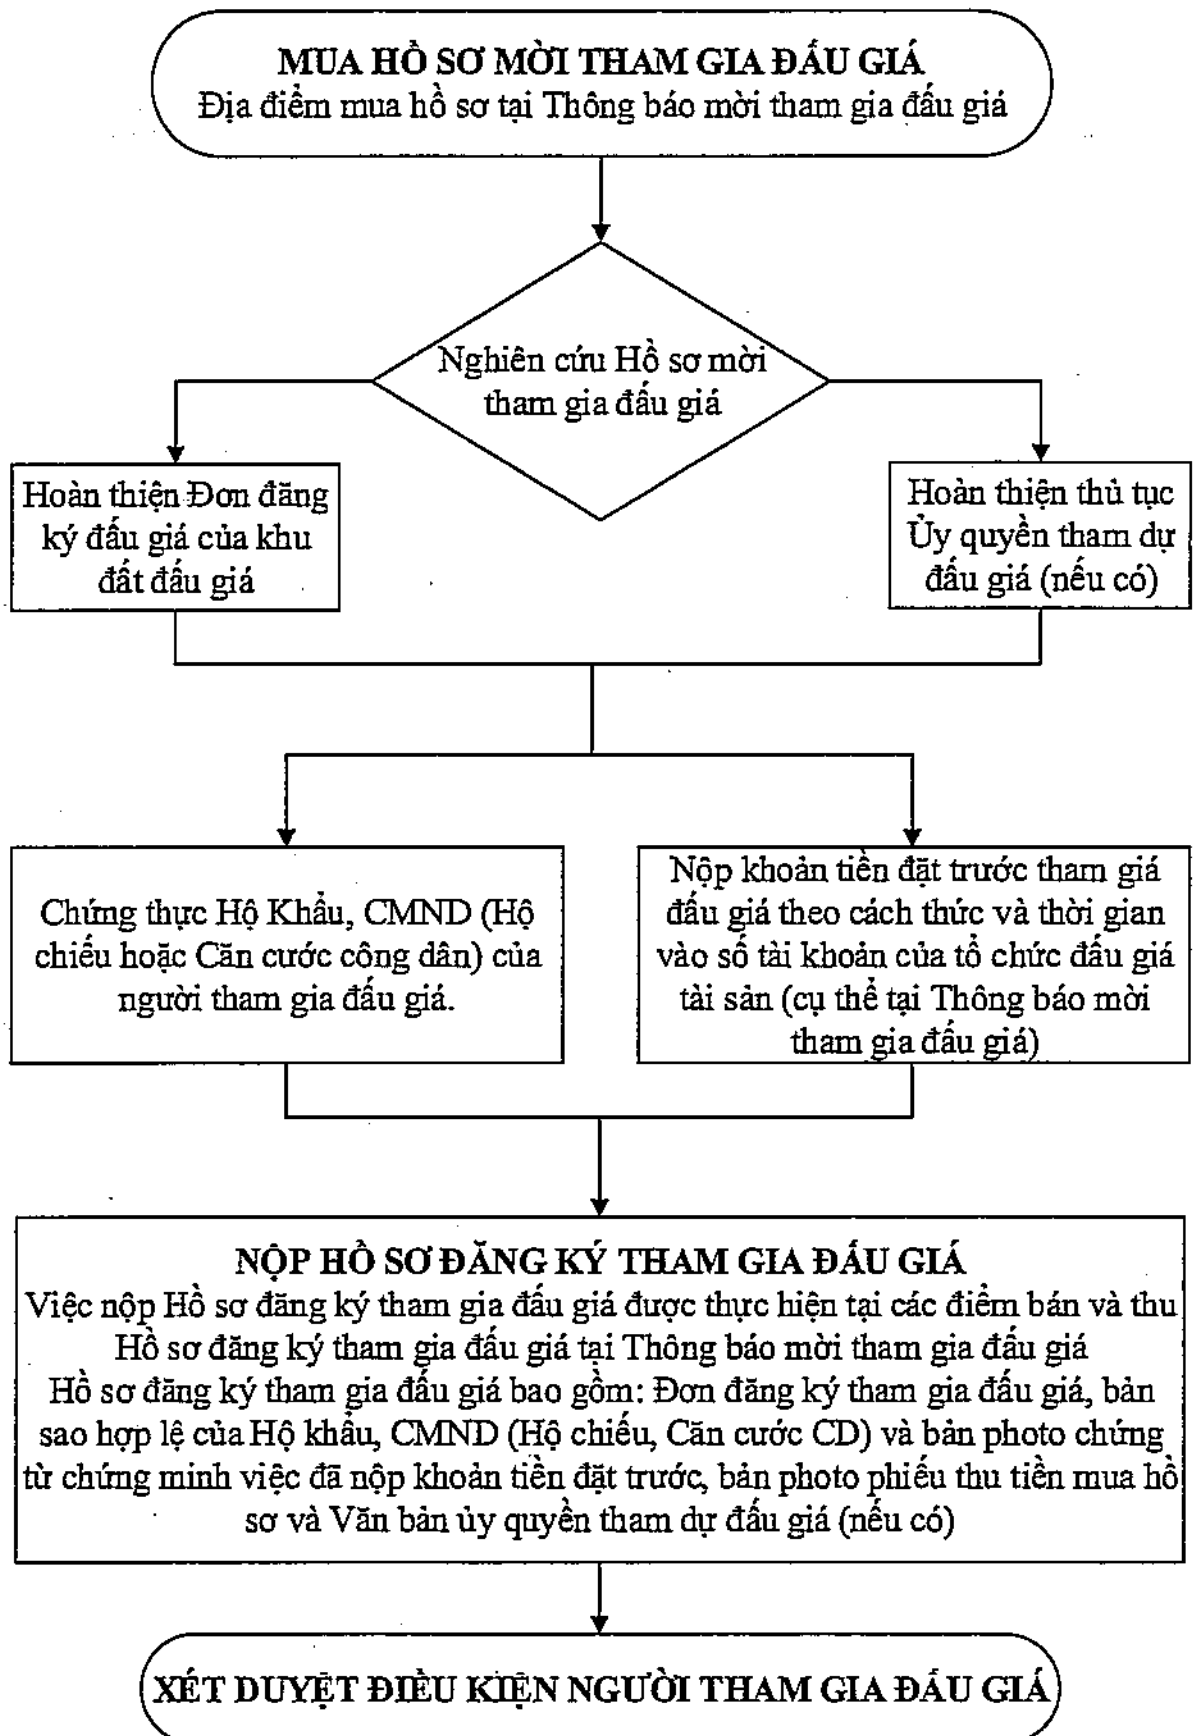 MUA HỒ SƠ MỜI THAM GIA ĐẤU GIÁ
Địa điểm mua hồ sơ tại Thông báo mời tham gia đấu giá
Nghiên cứu Hồ sơ mời
tham gia đấu giá
Hoàn thiện Đơn đăng
ký đấu giá của khu
đất đấu giá
Hoàn thiện thủ tục
Ủy quyền tham dự
đấu giá (nếu có)
Chứng thực Hộ Khẩu, CMND (Hộ
chiếu hoặc Căn cước công dân) của
người tham gia đấu giá.
Nộp khoản tiền đặt trước tham giá
đấu giá theo cách thức và thời gian
vào số tài khoản của tổ chức đấu giá
tài sản (cụ thể tại Thông báo mời
tham gia đấu giá)
NỘP HỒ SƠ ĐĂNG KÝ THAM GIA ĐẤU GIÁ
Việc nộp Hồ sơ đăng ký tham gia đấu giá được thực hiện tại các điểm bán và thu
Hồ sơ đăng ký tham gia đấu giá tại Thông báo mời tham gia đấu giá
Hồ sơ đăng ký tham gia đấu giá bao gồm: Đơn đăng ký tham gia đấu giá, bản
sao hợp lệ của Hộ khẩu, CMND (Hộ chiếu, Căn cước CD) và bản photo chứng
từ chứng minh việc đã nộp khoản tiền đặt trước, bản photo phiếu thu tiền mua hồ
sơ và Văn bản ủy quyền tham dự đấu giá (nếu có)
XÉT DUYỆT ĐIỀU KIỆN NGƯỜI THAM GIA ĐẤU GIÁ